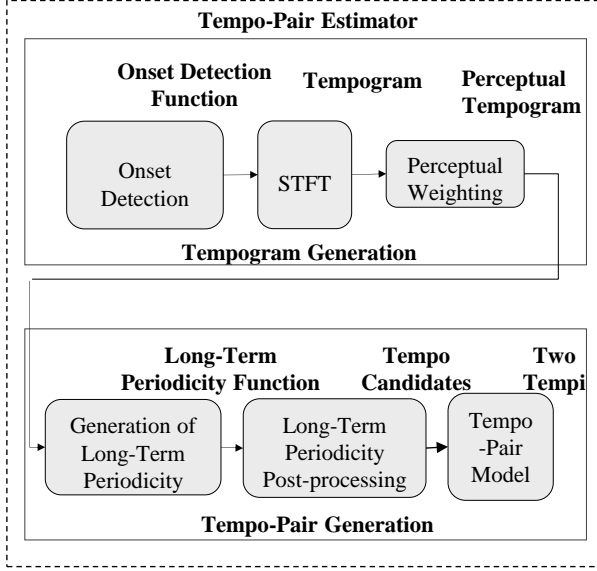 Tempo-Pair Estimator
Onset Detection
Function
Tempogram
Perceptual
Tempogram
Onset
Detection
STFT
Perceptual
Weighting
Tempogram Generation
Long-Term
Periodicity Function
Tempo
Candidates
Two
Tempi
Generation of
Long-Term
Periodicity
Long-Term
Periodicity
Post-processing
Tempo
-Pair
Model
Tempo-Pair Generation